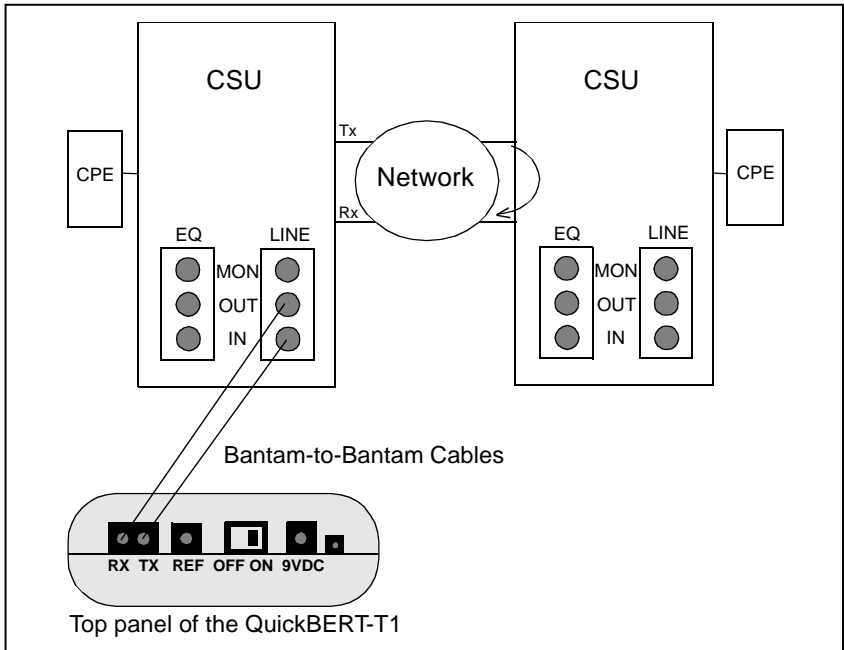 CSU
CSU
Tx
CPE
Network
CPE
Rx
EQ LINE
EQ LINE
MON
MON
OUT
OUT
IN
IN
Bantam-to-Bantam Cables
RX TX REF OFF ON 9VDC
Top panel of the QuickBERT-T1